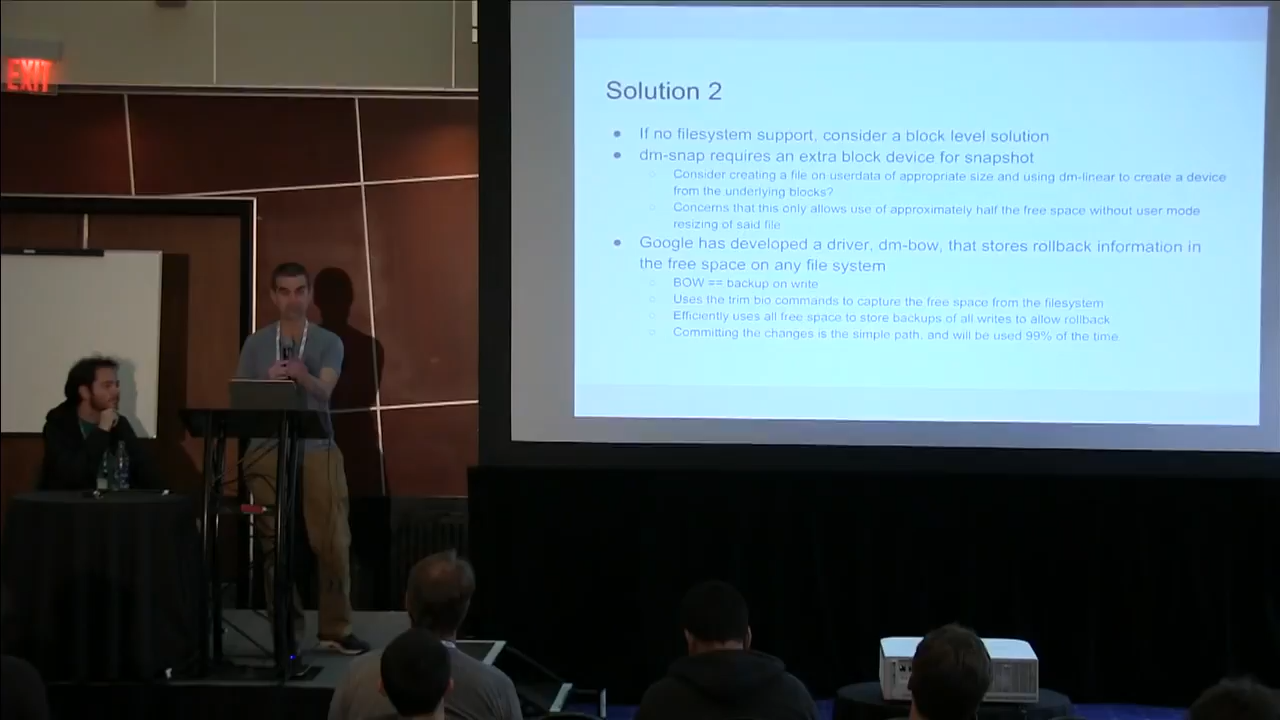 EXIT
Solution 2
If no filesystem support, consider a block level solution
dm-snap requires an extra block device for snapshot
Consider creating a file on userdata of appropriate size and using dm-linear to create a device
from the underlying blocks?
Concerns that this only allows use of approximately half the free space without user mode
resizing of said file
Google has developed a driver, dm-bow, that stores rollback information in
the free space on any file system
BOW == backup on write
Uses the trim bio commands to capture the free space from the filesystem
Efficiently uses all free space to store backups of all writes to allow rollback
Committing the changes is the simple path, and will be used 99% of the time.